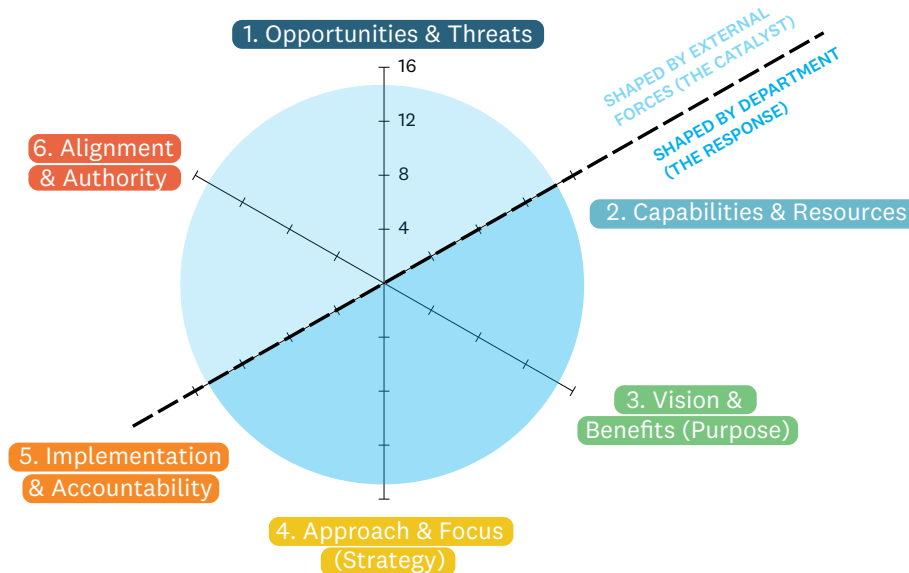 1. Opportunities & Threats
16
12
8
4
SHAPED BY EXTERNAL
FORCES (THE CATALYST)
SHAPED BY DEPARTMENT
(THE RESPONSE)
6. Alignment
& Authority
2. Capabilities & Resources
3. Vision &
Benefits (Purpose)
5. Implementation
& Accountability
4. Approach & Focus
(Strategy)